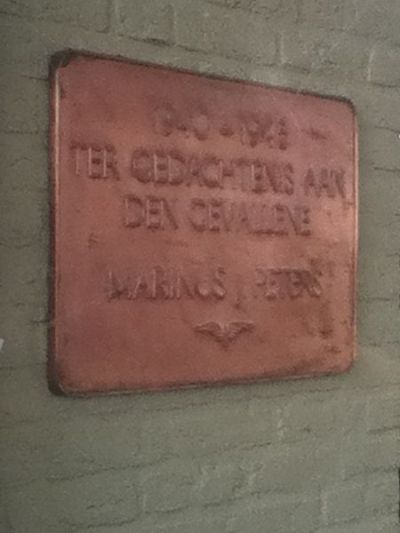 1940-1945
TER GEDACHTENIS AAN
DEN GEVALLENE
MARINUS J. PETERS